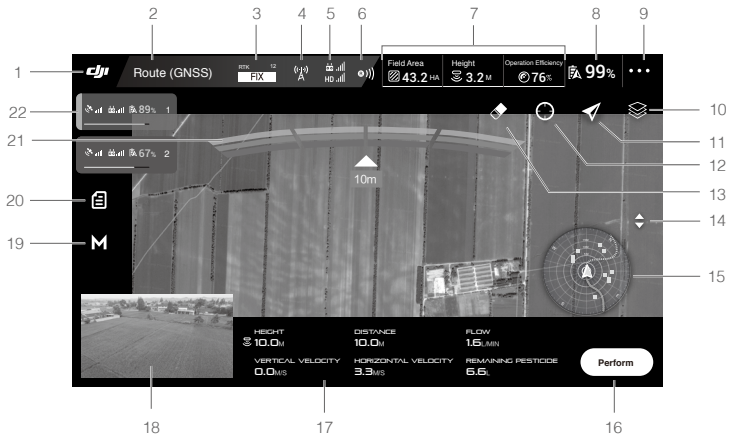 2 3 4 5 6 7 8 9
1 dji Route (GNSS) RTK 12 FIX HD
Field Area 43.2 HA
Height 3.2 M
Operation Efficiency 76%
99%
22 89% 1
21
67% 2
10m
20
19 M
10
11
12
13
14
15
HEIGHT 10.0M
DISTANCE 10.0M
FLOW 1.6L/MIN
VERTICAL VELOCITY 0.0M/S
HORIZONTAL VELOCITY 3.3M/S
REMAINING PESTICIDE 6.6L
Perform
18 17 16